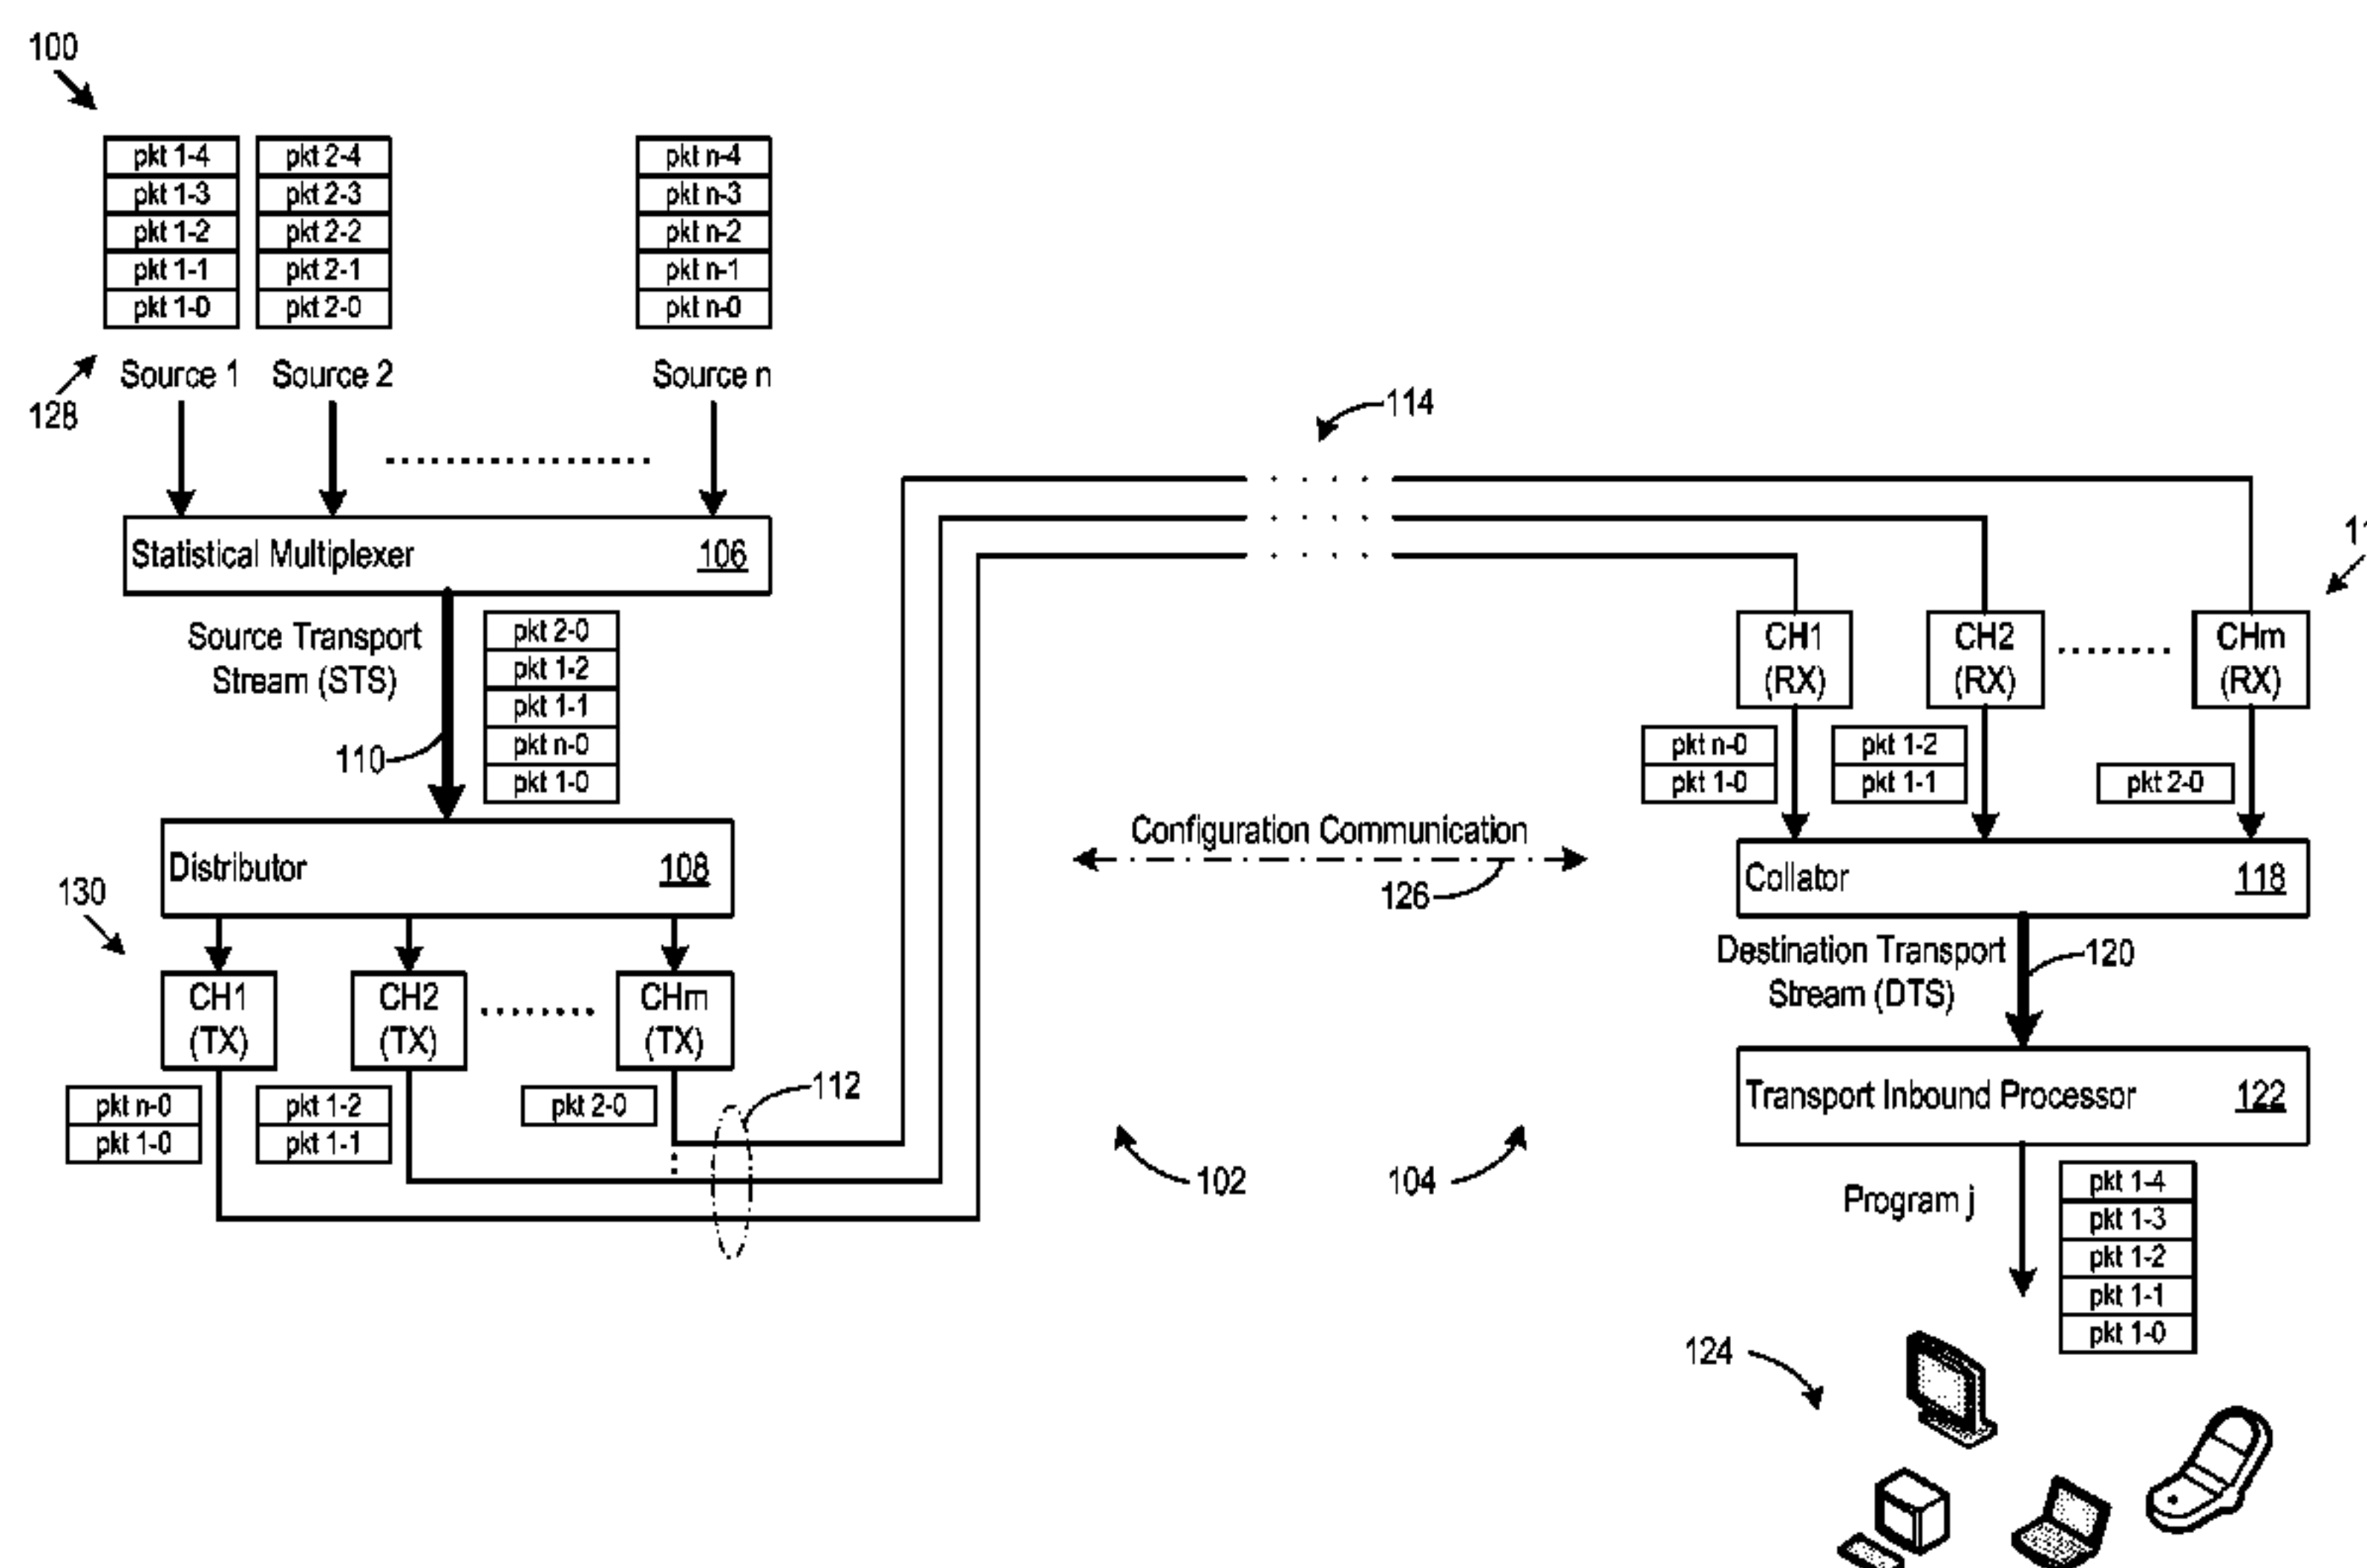 100
pkt 1-4
pkt 1-3
pkt 1-2
pkt 1-1
pkt 1-0
pkt 2-4
pkt 2-3
pkt 2-2
pkt 2-1
pkt 2-0
pkt n-4
pkt n-3
pkt n-2
pkt n-1
pkt n-0
128
Source 1
Source 2
Source n
Statistical Multiplexer 106
Source Transport
Stream (STS)
110
pkt 2-0
pkt 1-2
pkt 1-1
pkt n-0
pkt 1-0
Distributor 108
130
CH1
(TX)
CH2
(TX)
CHm
(TX)
pkt n-0
pkt 1-0
pkt 1-2
pkt 1-1
pkt 2-0
112
114
Configuration Communication
126
102
104
CH1
(RX)
CH2
(RX)
CHm
(RX)
pkt n-0
pkt 1-0
pkt 1-2
pkt 1-1
pkt 2-0
Collator 118
Destination Transport
Stream (DTS)
120
Transport Inbound Processor 122
Program j
pkt 1-4
pkt 1-3
pkt 1-2
pkt 1-1
pkt 1-0
124